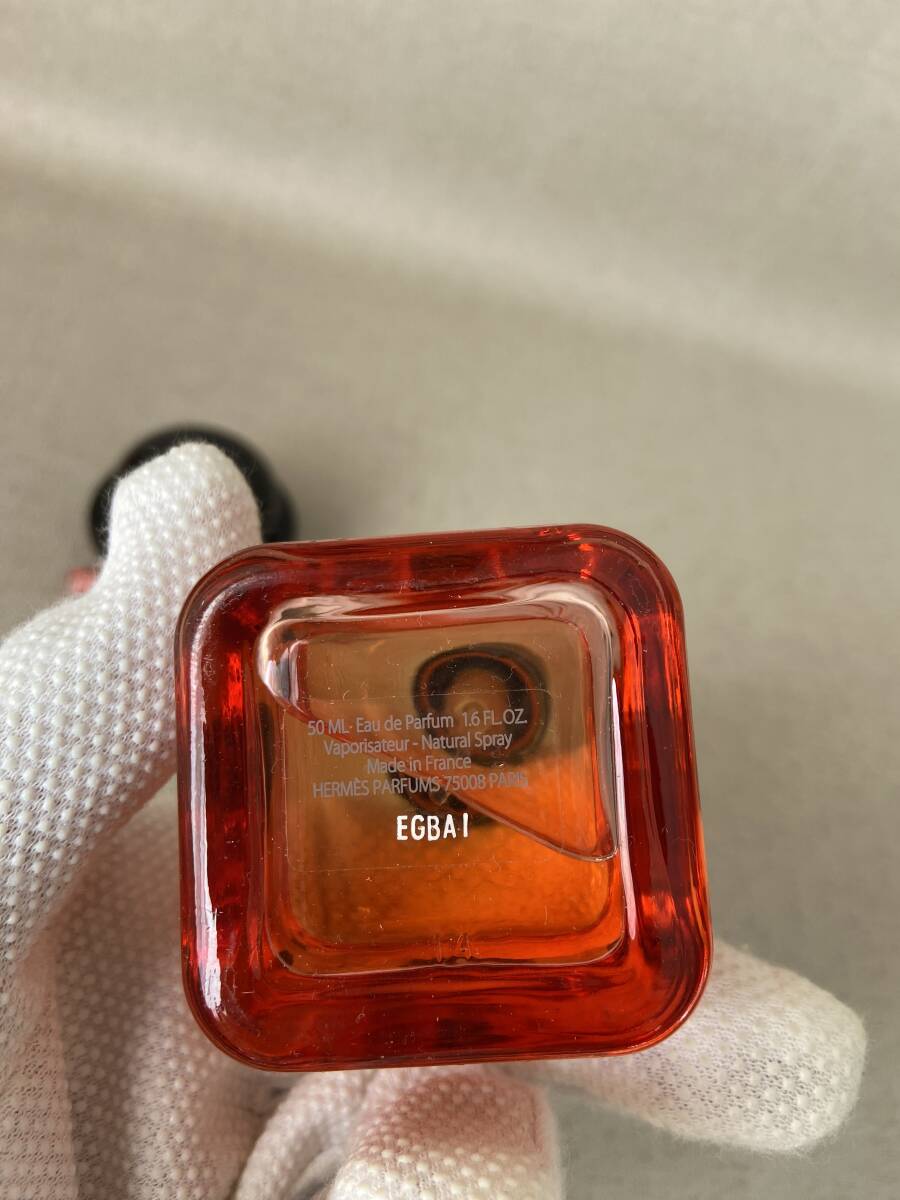 50 ML- Eau de Parfum 1.6 FL.OZ.
Vaporisateur - Natural Spray
Made in France
HERMÈS PARFUMS 75008 PARIS
EGBA1